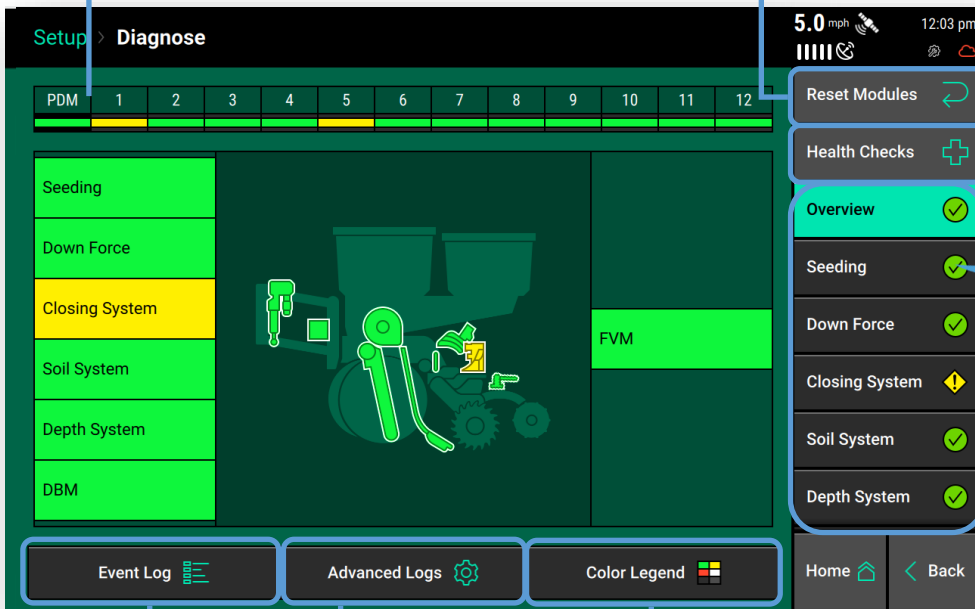 Setup > Diagnose
5.0 mph
12:03 pm
PDM 1 2 3 4 5 6 7 8 9 10 11 12
Reset Modules
Health Checks
Overview
Seeding
Down Force
Closing System
Soil System
Depth System
Seeding
Down Force
Closing System
Soil System
Depth System
DBM
FVM
Event Log
Advanced Logs
Color Legend
Home
< Back